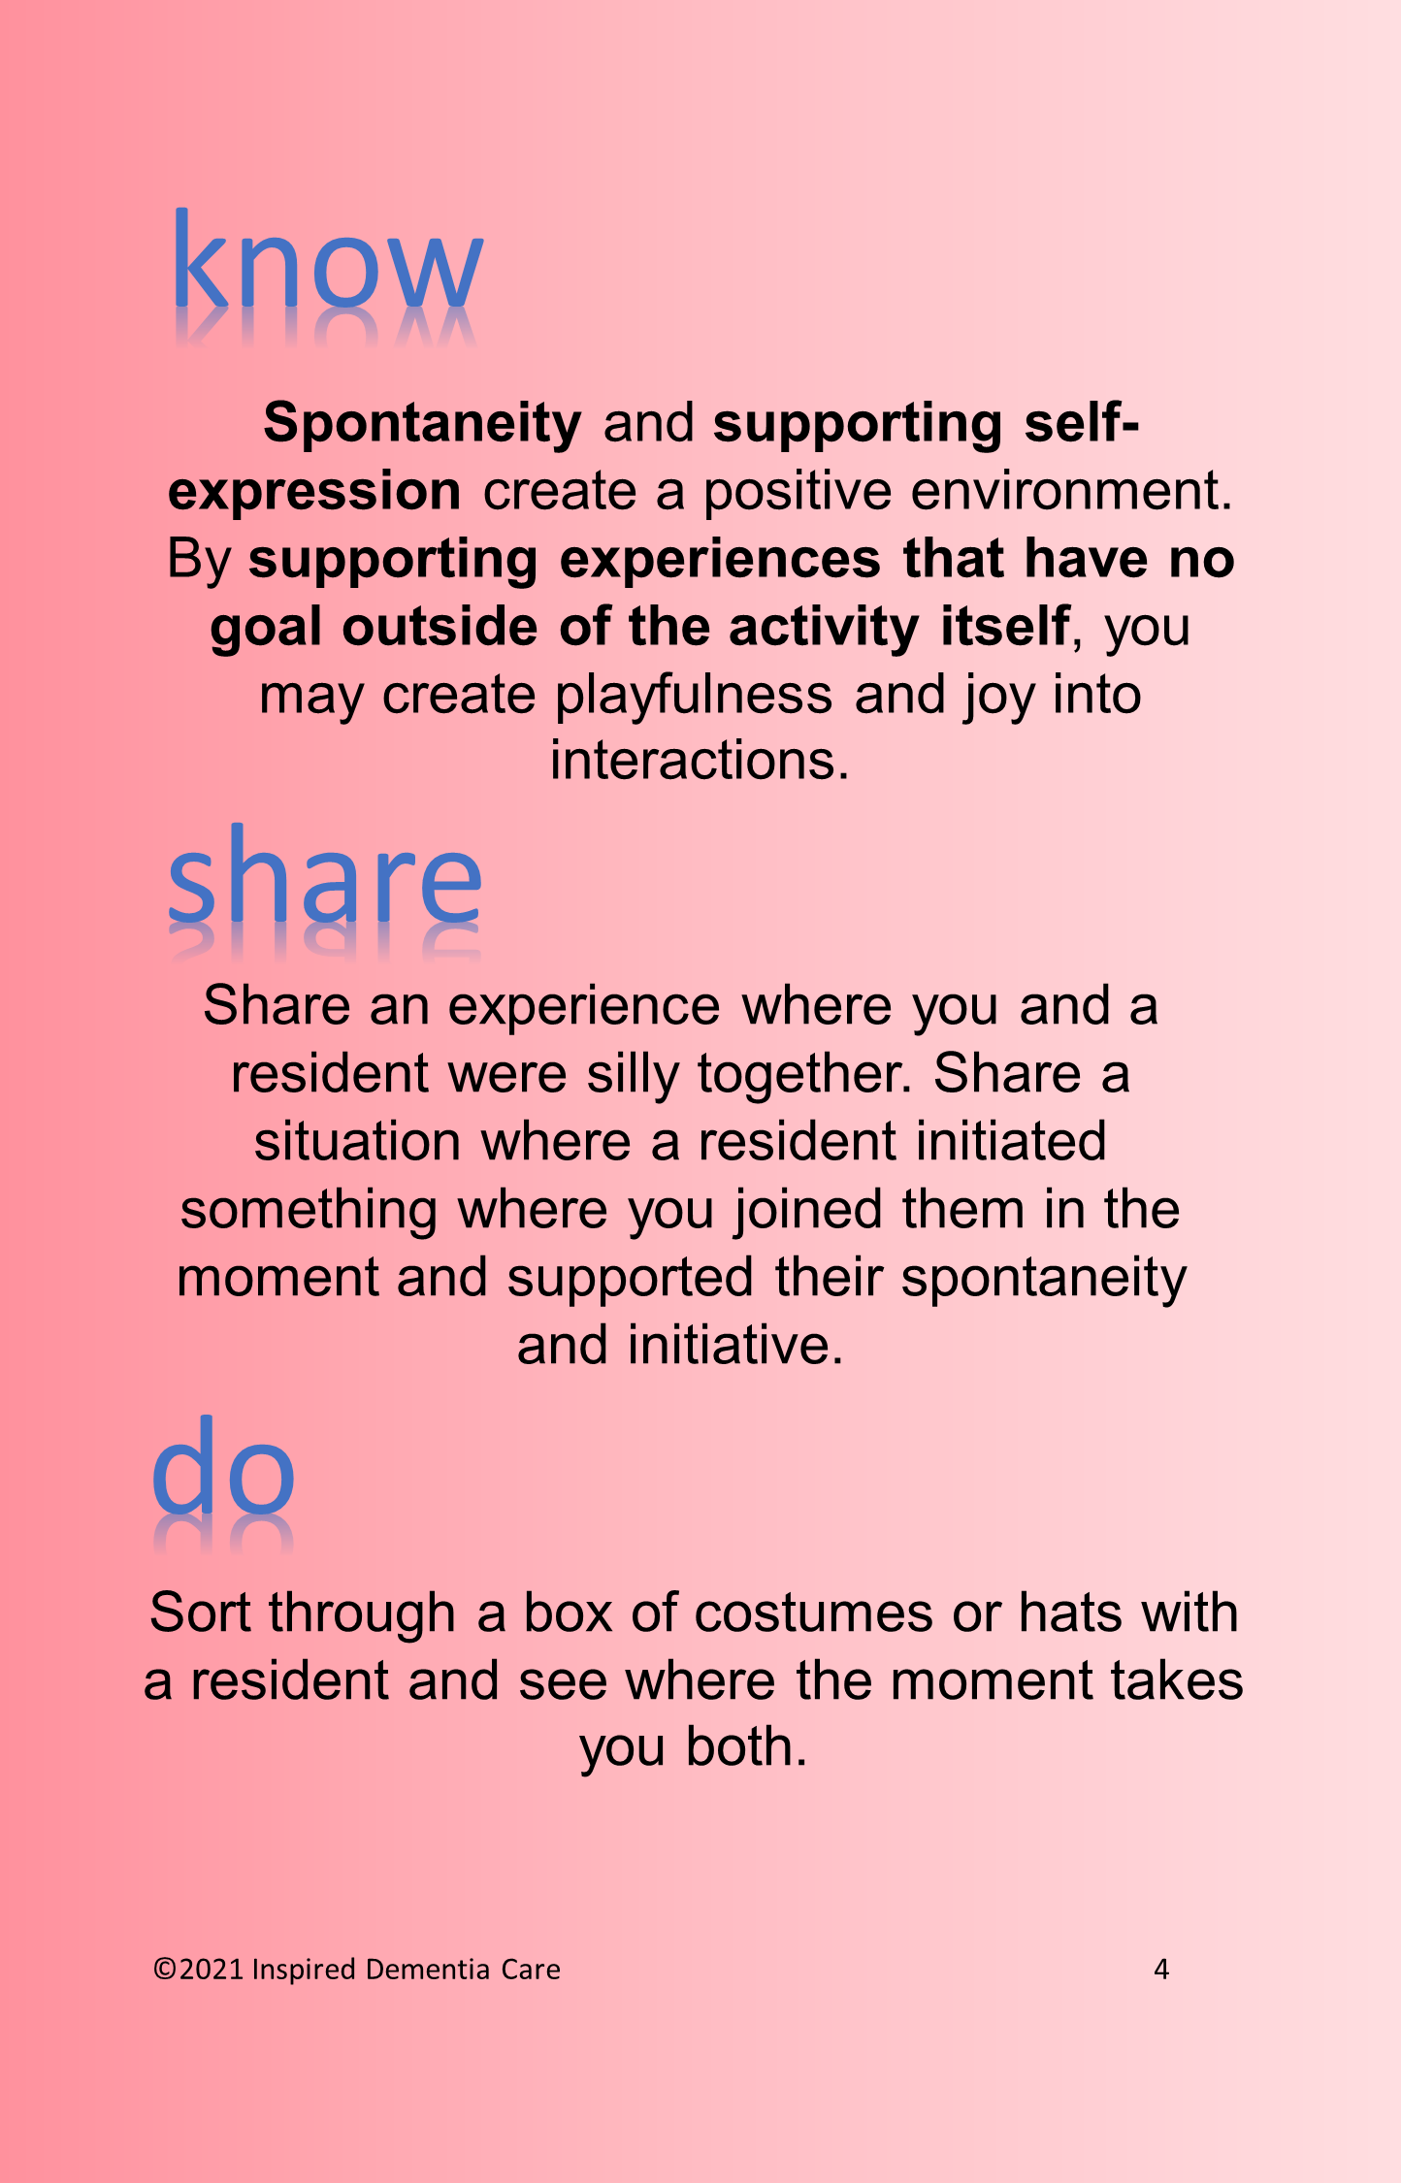 know
Spontaneity and supporting self-
expression create a positive environment.
By supporting experiences that have no
goal outside of the activity itself, you
may create playfulness and joy into
interactions.
share
Share an experience where you and a
resident were silly together. Share a
situation where a resident initiated
something where you joined them in the
moment and supported their spontaneity
and initiative.
do
Sort through a box of costumes or hats with
a resident and see where the moment takes
you both.
©2021 Inspired Dementia Care 4